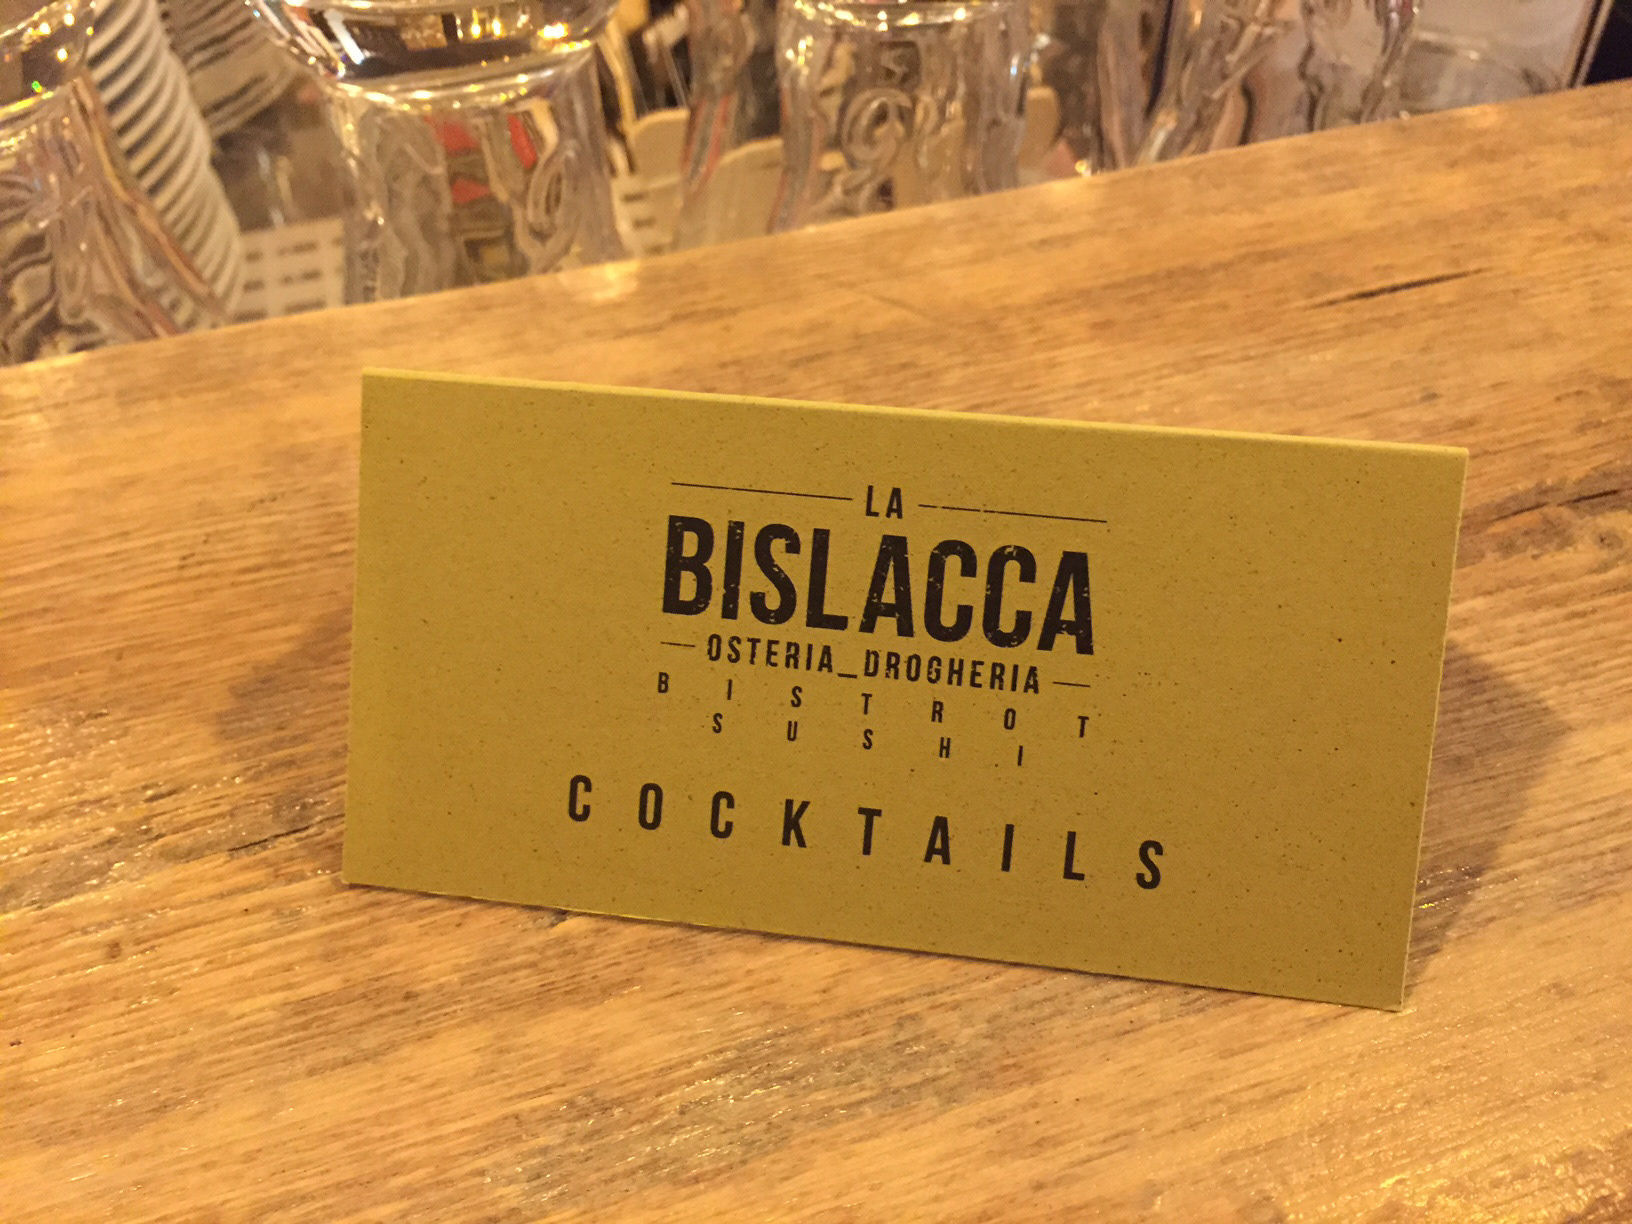 LA
BISLACCA
OSTERIA_DROGHERIA
BISTROT
SUSHI
COCKTAILS